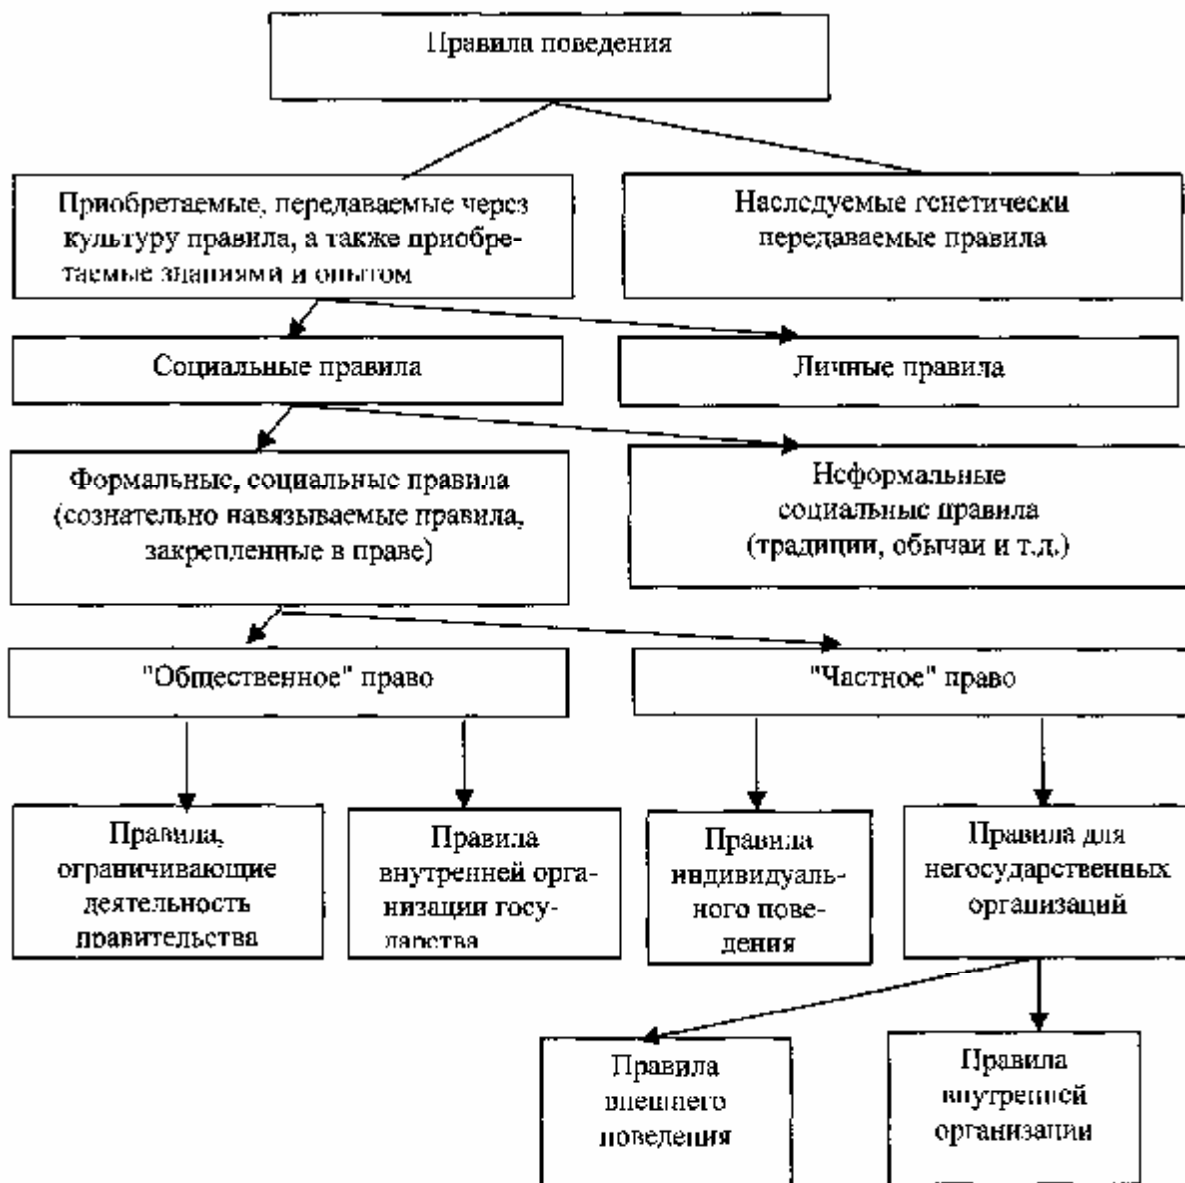 Правила поведения
Приобретаемые, передаваемые через
культуру правила, а также приобре-
таемые знаниями и опытом
Наследуемые генетически
передаваемые правила
Социальные правила
Личные правила
Формальные, социальные правила
(сознательно навязываемые правила,
закрепленные в праве)
Неформальные
социальные правила
(традиции, обычаи и т.д.)
"Общественное" право
"Частное" право
Правила,
ограничивающие
деятельность
правительства
Правила
внутренней орга-
низации госу-
дарства
Правила
индивидуаль-
ного пове-
дения
Правила для
негосударственных
организаций
Правила
внешнего
поведения
Правила
внутренней
организации